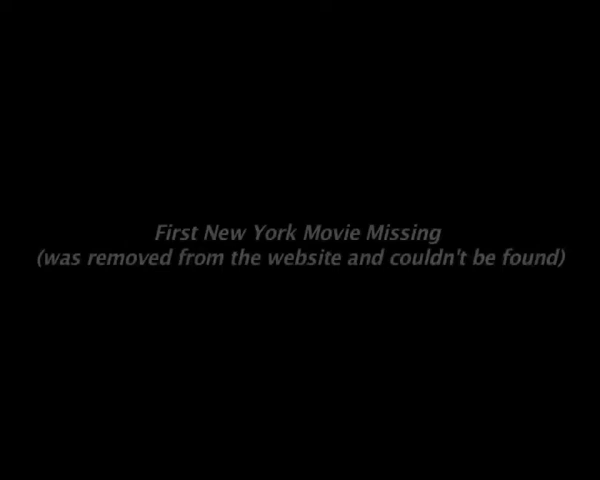 First New York Movie Missing
(was removed from the website and couldn't be found)